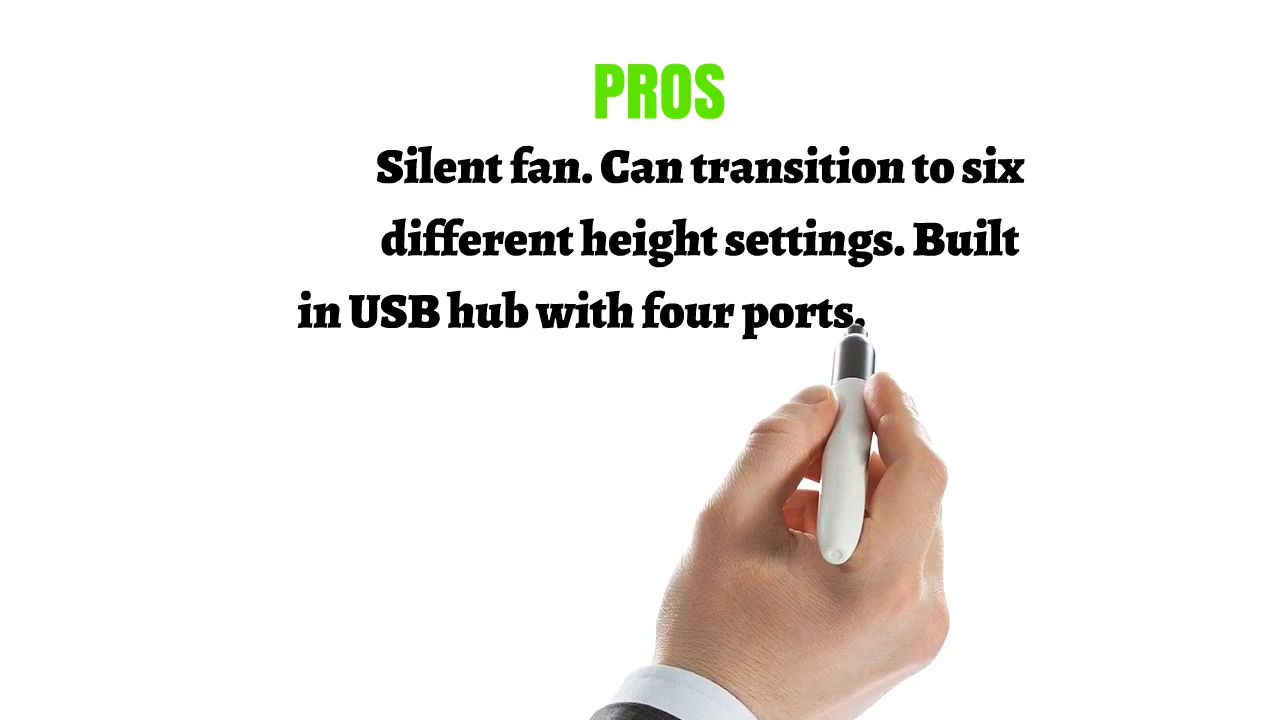 PROS
Silent fan. Can transition to six
different height settings. Built
in USB hub with four ports.